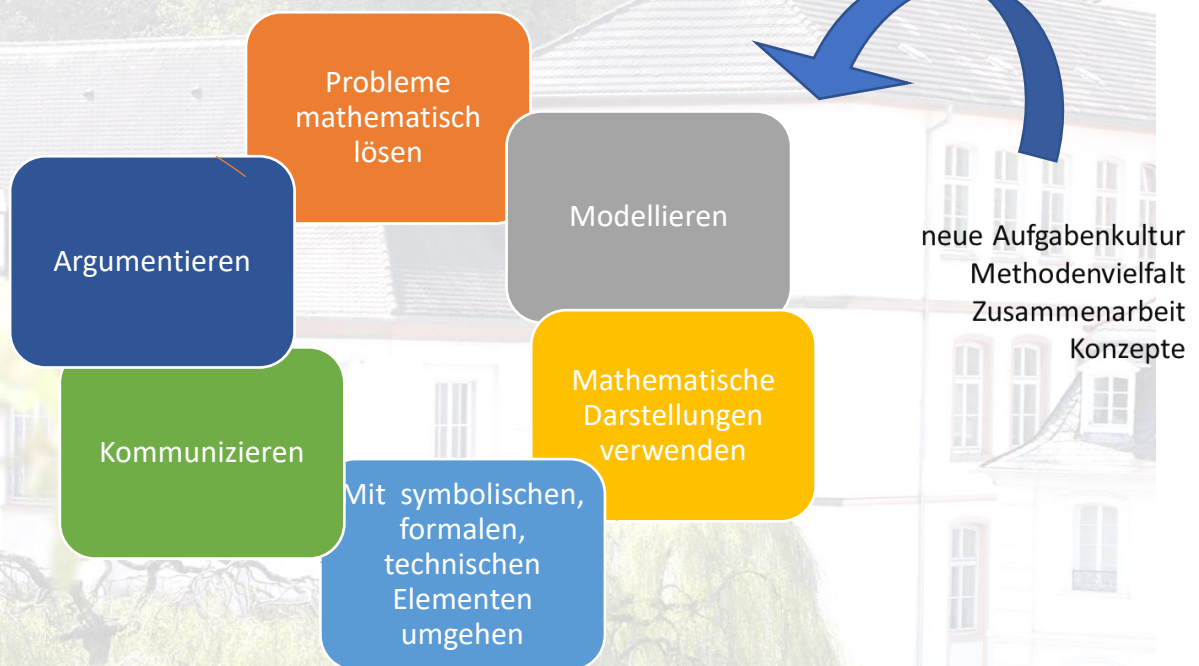 Probleme
mathematisch
lösen
Modellieren
Argumentieren
neue Aufgabenkultur
Methodenvielfalt
Zusammenarbeit
Konzepte
Mathematische
Darstellungen
verwenden
Kommunizieren
Mit symbolischen,
formalen,
technischen
Elementen
umgehen